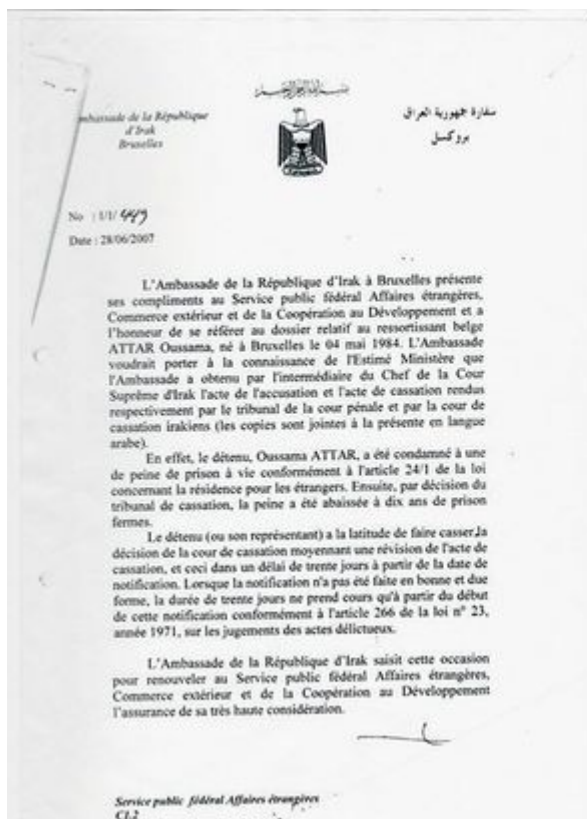 Ambassade de la République
d'Irak
Bruxelles
سفارة جمهورية العراق
بروكسل
No : 1/1/ 449
Date : 28/06/2007
L'Ambassade de la République d'Irak à Bruxelles présente
ses compliments au Service public fédéral Affaires étrangères,
Commerce extérieur et de la Coopération au Développement et a
l'honneur de se référer au dossier relatif au ressortissant belge
ATTAR Oussama, né à Bruxelles le 04 mai 1984. L'Ambassade
voudrait porter à la connaissance de l'Estimé Ministère que
l'Ambassade a obtenu par l'intermédiaire du Chef de la Cour
Suprême d'Irak l'acte de l'accusation et l'acte de cassation rendus
respectivement par le tribunal de la cour pénale et par la cour de
cassation irakiens (les copies sont jointes à la présente en langue
arabe).
En effet, le détenu, Oussama ATTAR, a été condamné à une
de peine de prison à vie conformément à l'article 24/1 de la loi
concernant la résidence pour les étrangers. Ensuite, par décision du
tribunal de cassation, la peine a été abaissée à dix ans de prison
fermes.
Le détenu (ou son représentant) a la latitude de faire casser la
décision de la cour de cassation moyennant une révision de l'acte de
cassation, et ceci dans un délai de trente jours à partir de la date de
notification. Lorsque la notification n'a pas été faite en bonne et due
forme, la durée de trente jours ne prend cours qu'à partir du début
de cette notification conformément à l'article 266 de la loi n° 23,
année 1971, sur les jugements des actes délictueux.
L'Ambassade de la République d'Irak saisit cette occasion
pour renouveler au Service public fédéral Affaires étrangères,
Commerce extérieur et de la Coopération au Développement
l'assurance de sa très haute considération.
Service public fédéral Affaires étrangères
C1.2